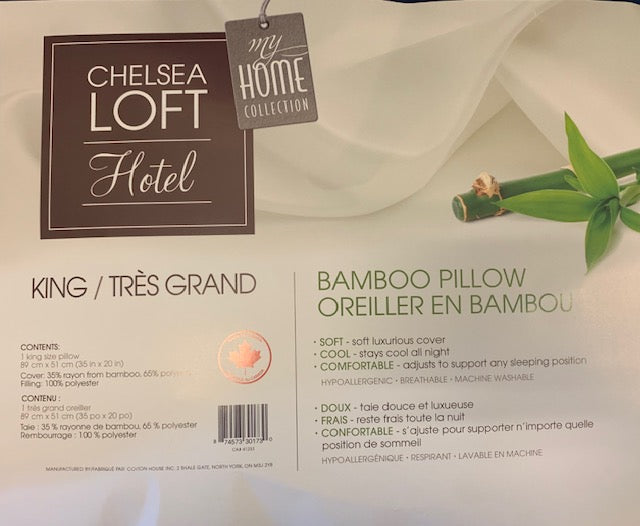 CHELSEA
LOFT
Hotel
my
HOME
COLLECTION
KING / TRÈS GRAND
CONTENTS:
1 king size pillow
89 cm x 51 cm (35 in x 20 in)
Cover: 35% rayon from bamboo, 65%
Filling: 100% polyester
CONTENU :
1 très grand oreiller
89 cm x 51 cm (35 po x 20 po)
Taie : 35 % rayonne de bambou, 65 % polyester
Rembourrage : 100 % polyester
MANUFACTURED BY/FABRIQUÉ PAR COTTON HOUSE INC. 2 RHALE GATE, NORTH YORK, ON M3J 2Y8
BAMBOO PILLOW
OREILLER EN BAMBOU
• SOFT - soft luxurious cover
• COOL - stays cool all night
• COMFORTABLE - adjusts to support any sleeping position
HYPOALLERGENIC • BREATHABLE • MACHINE WASHABLE
• DOUX - taie douce et luxueuse
• FRAIS - reste frais toute la nuit
• CONFORTABLE - s'ajuste pour supporter n'importe quelle
position de sommeil
HYPOALLERGÉNIQUE • RESPIRANT • LAVABLE EN MACHINE